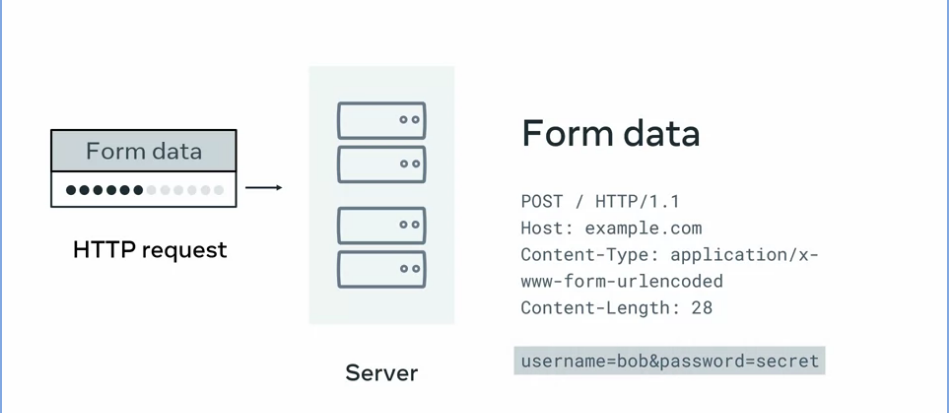 Form data
HTTP request
Server
Form data
POST / HTTP/1.1
Host: example.com
Content-Type: application/x-
www-form-urlencoded
Content-Length: 28
username=bob&password=secret